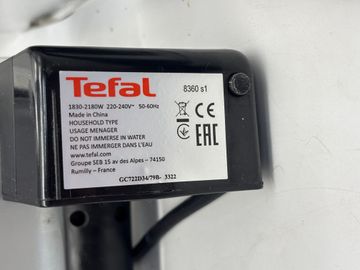 Tefal
8360 s1
1830-2180W 220-240V~ 50-60Hz
Made in China
HOUSEHOLD TYPE
USAGE MENAGER
DO NOT IMMERSE IN WATER
NE PAS IMMERGER DANS L'EAU
www.tefal.com
Groupe SEB 15 av des Alpes – 74150
Rumilly – France
CE
EAC
GC722D34/79B- 3322